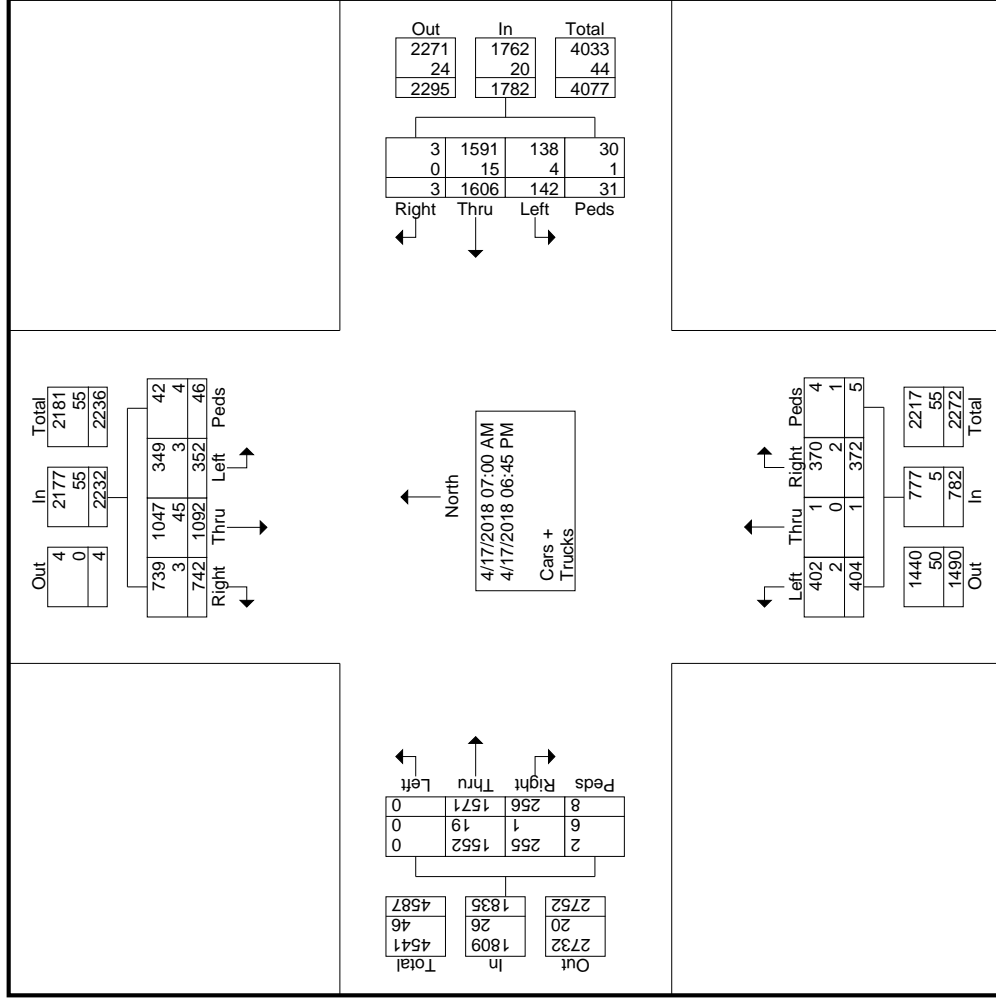 Out In Total
2271 1762 4033
24 20 44
2295 1782 4077
3 1591 138 30
0 15 4 1
3 1606 142 31
Right Thru Left Peds
Out In Total
4 2177 2181
0 55 55
4 2232 2236
739 1047 349 42
3 45 3 4
742 1092 352 46
Right Thru Left Peds
North
4/17/2018 07:00 AM
4/17/2018 06:45 PM
Cars +
Trucks
Left Thru Right Peds
402 1 370 4
2 0 2 1
404 1 372 5
1440 777 2217
50 5 55
1490 782 2272
Out In Total
Peds Right Thru Left
2 255 1552 0
6 1 19 0
8 256 1571 0
Out In Total
2732 1809 4541
20 26 46
2752 1835 4587